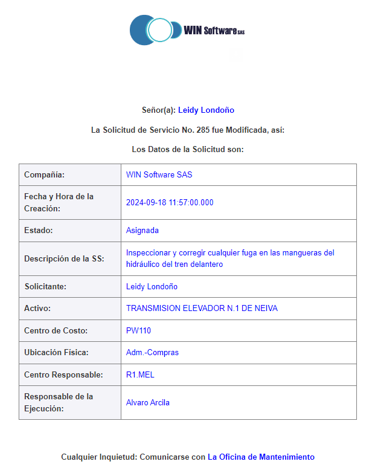 WIN Software SAS
Señor(a): Leidy Londoño
La Solicitud de Servicio No. 285 fue Modificada, así:
Los Datos de la Solicitud son:
Compañía: WIN Software SAS
Fecha y Hora de la
Creación: 2024-09-18 11:57:00.000
Estado: Asignada
Descripción de la SS: Inspeccionar y corregir cualquier fuga en las mangueras del
hidráulico del tren delantero
Solicitante: Leidy Londoño
Activo: TRANSMISION ELEVADOR N.1 DE NEIVA
Centro de Costo: PW110
Ubicación Física: Adm.-Compras
Centro Responsable: R1.MEL
Responsable de la
Ejecución: Alvaro Arcila
Cualquier Inquietud: Comunicarse con La Oficina de Mantenimiento